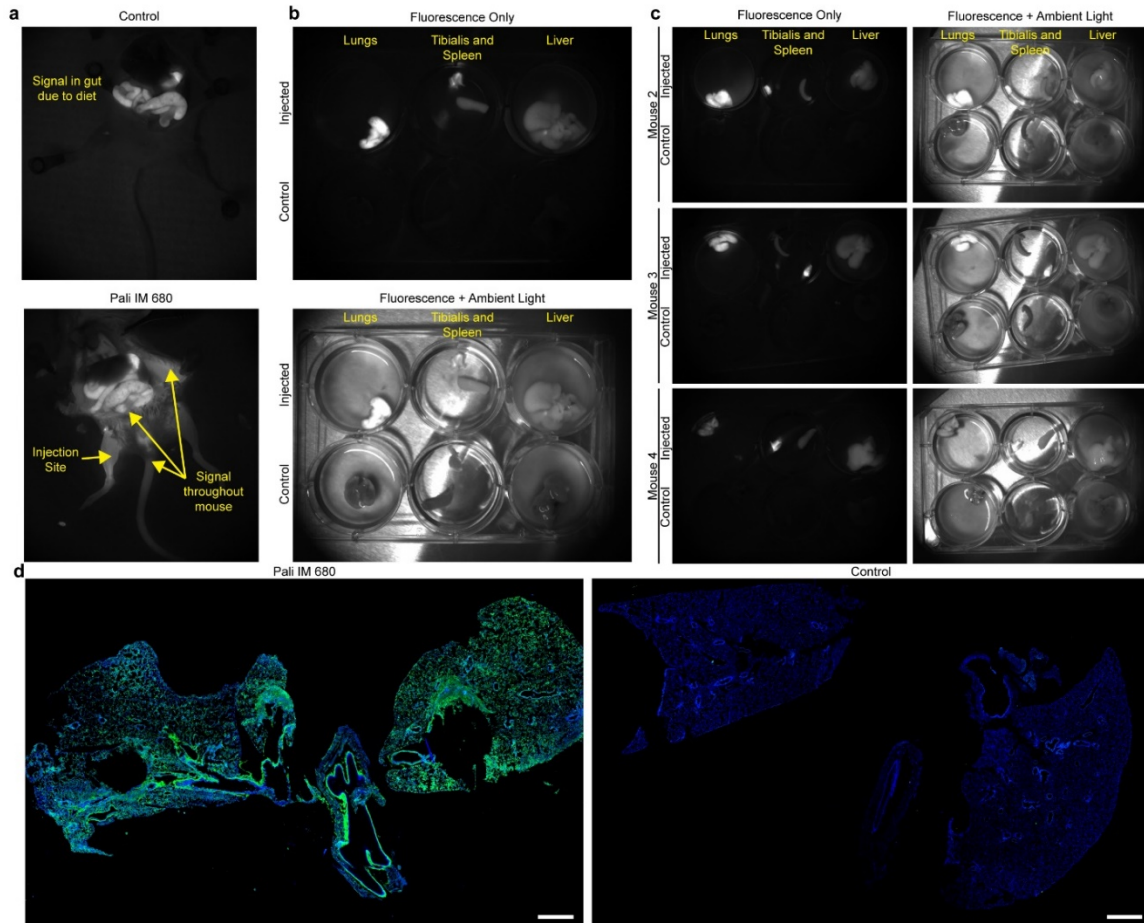 a
Control
Signal in gut
due to diet
Pali IM 680
Injection
Site
Signal
throughout
mouse
b
Fluorescence Only
Lungs
Tibialis and
Spleen
Liver
Injected
Control
Fluorescence + Ambient Light
Lungs
Tibialis and
Spleen
Liver
Injected
Control
c
Fluorescence Only
Fluorescence + Ambient Light
Lungs
Tibialis and
Spleen
Liver
Lungs
Tibialis and
Spleen
Liver
Mouse 2
Injected
Control
Mouse 3
Injected
Control
Mouse 4
Injected
Control
d
Pali IM 680
Control